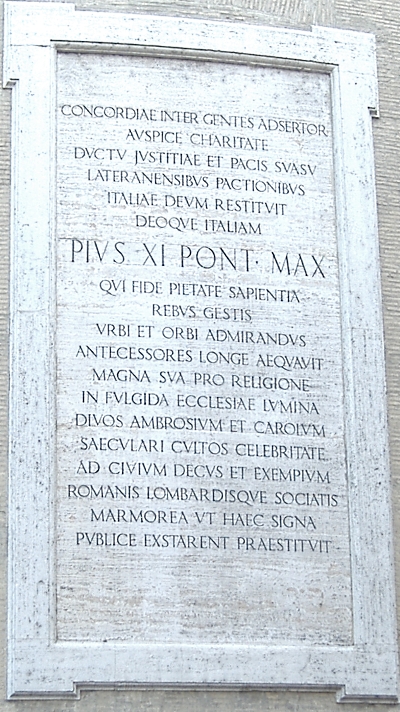 CONCORDIAE INTER GENTES ADSERTOR
AVSPICE CHARITATE
DVCTV JVSTITIAE ET PACIS SVASV
LATERANENSIBVS PACTIONIBVS
ITALIAE DEVM RESTITVIT
DEOQVE ITALIAM
PIVS · XI PONT · MAX
QVI FIDE PIETATE SAPIENTIA
REBVS GESTIS
VRBI ET ORBI ADMIRANDVS
ANTECESSORES LONGE AEQVAVIT
MAGNA SVA PRO RELIGIONE
IN FVLGIDA ECCLESIAE LVMINA
DIVOS AMBROSIVM ET CAROLVM
SAECVLARI CVLTOS CELEBRITATE
AD CIVIVM DECVS ET EXEMPIVM
ROMANIS LOMBARDISQVE SOCIATIS
MARMOREA VT HAEC SIGNA
PVBLICE EXSTARENT PRAESTITVIT